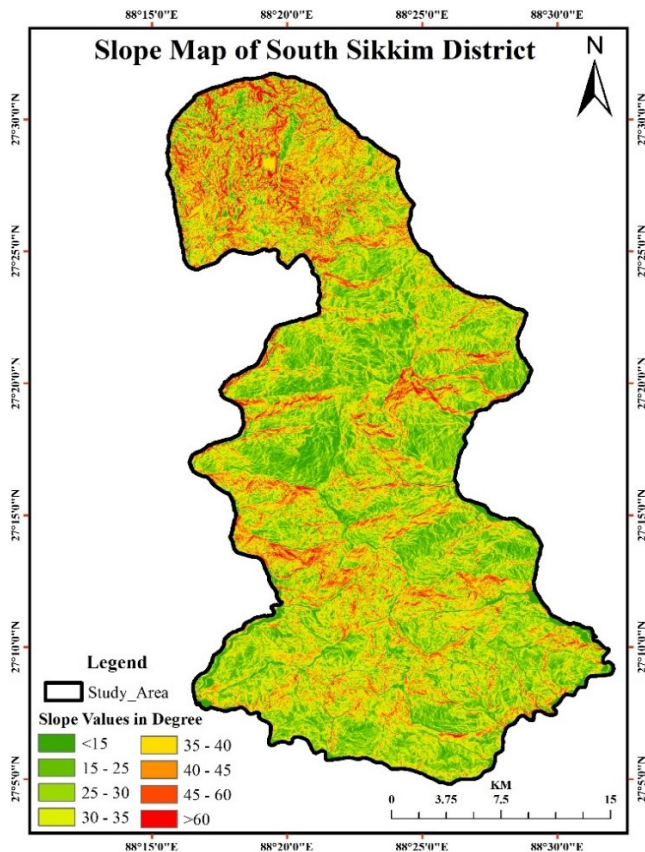 88°15'0"E 88°20'0"E 88°25'0"E 88°30'0"E
Slope Map of South Sikkim District
N
27°30'0"N 27°30'0"N
27°25'0"N 27°25'0"N
27°20'0"N 27°20'0"N
27°15'0"N 27°15'0"N
27°10'0"N 27°10'0"N
27°5'0"N 27°5'0"N
Legend
Study_Area
Slope Values in Degree
<15
15 - 25
25 - 30
30 - 35
35 - 40
40 - 45
45 - 60
>60
KM
0 3.75 7.5 15
88°15'0"E 88°20'0"E 88°25'0"E 88°30'0"E